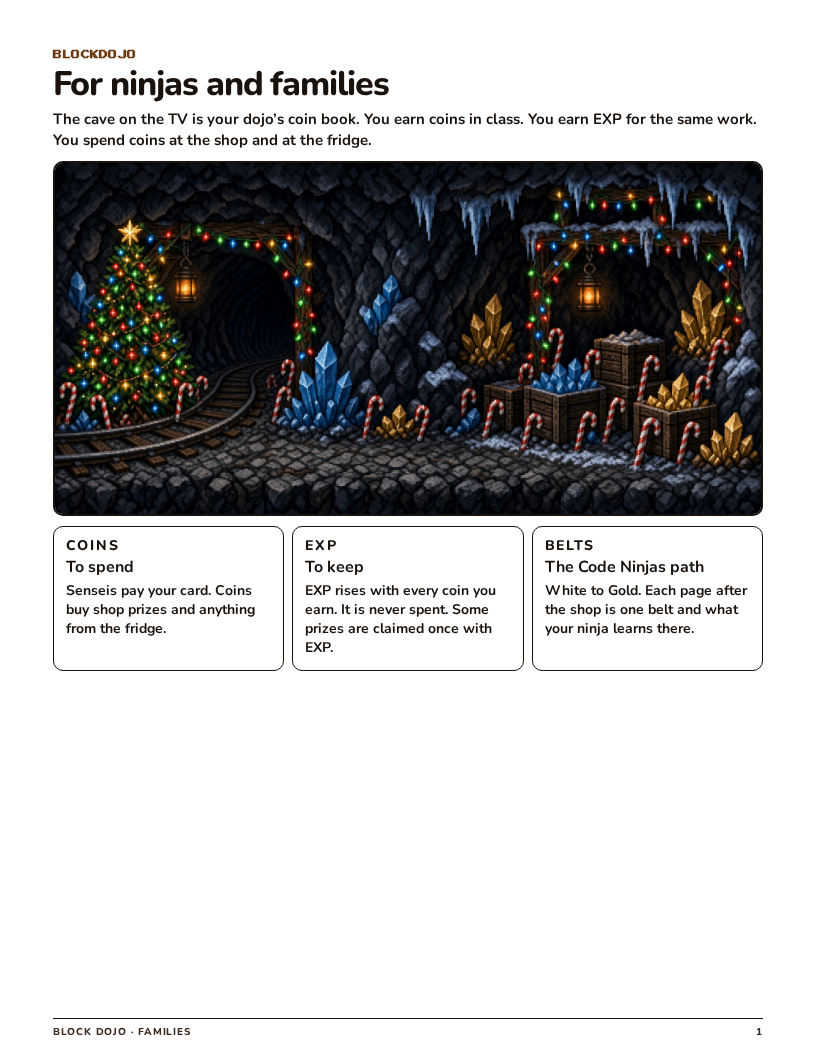 BLOCKDOJO
For ninjas and families
The cave on the TV is your dojo’s coin book. You earn coins in class. You earn EXP for the same work.
You spend coins at the shop and at the fridge.
COINS
To spend
Senseis pay your card. Coins
buy shop prizes and anything
from the fridge.
EXP
To keep
EXP rises with every coin you
earn. It is never spent. Some
prizes are claimed once with
EXP.
BELTS
The Code Ninjas path
White to Gold. Each page after
the shop is one belt and what
your ninja learns there.
BLOCK DOJO · FAMILIES
1